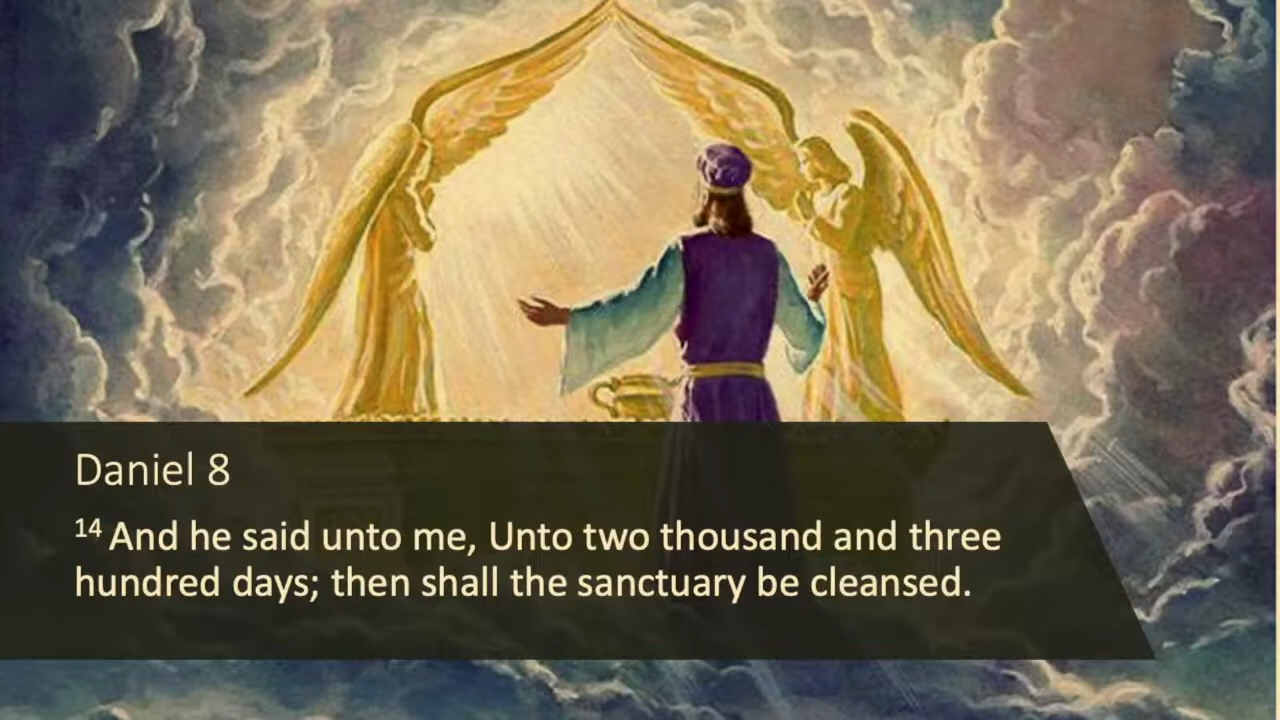 Daniel 8
14 And he said unto me, Unto two thousand and three
hundred days; then shall the sanctuary be cleansed.